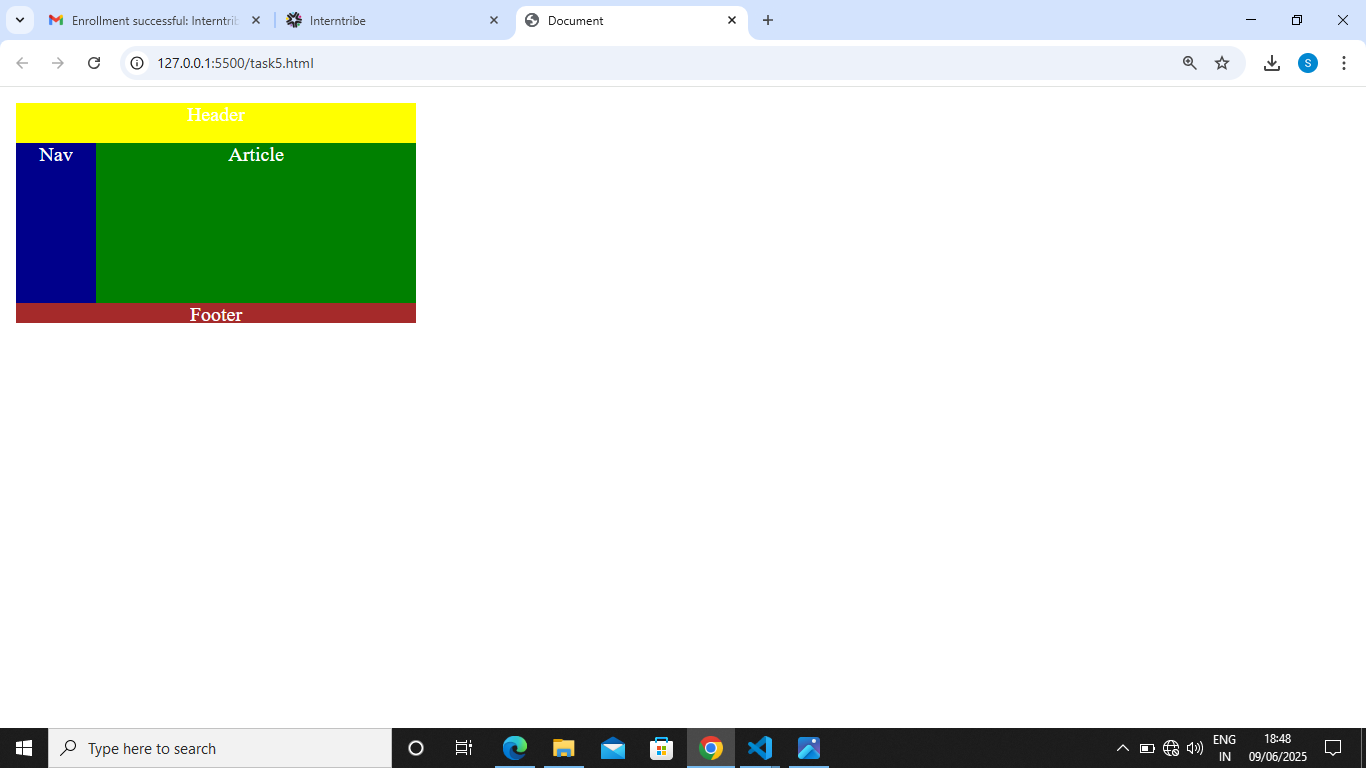 Enrollment successful: Interntrib
Interntribe
Document
127.0.0.1:5500/task5.html
S
Header
Nav
Article
Footer
Type here to search
ENG
IN
18:48
09/06/2025